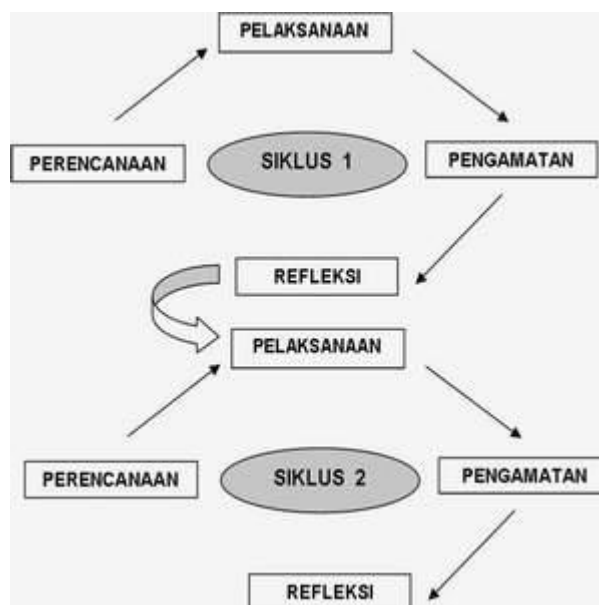 PELAKSANAAN
PERENCANAAN
SIKLUS 1
PENGAMATAN
REFLEKSI
PELAKSANAAN
PERENCANAAN
SIKLUS 2
PENGAMATAN
REFLEKSI